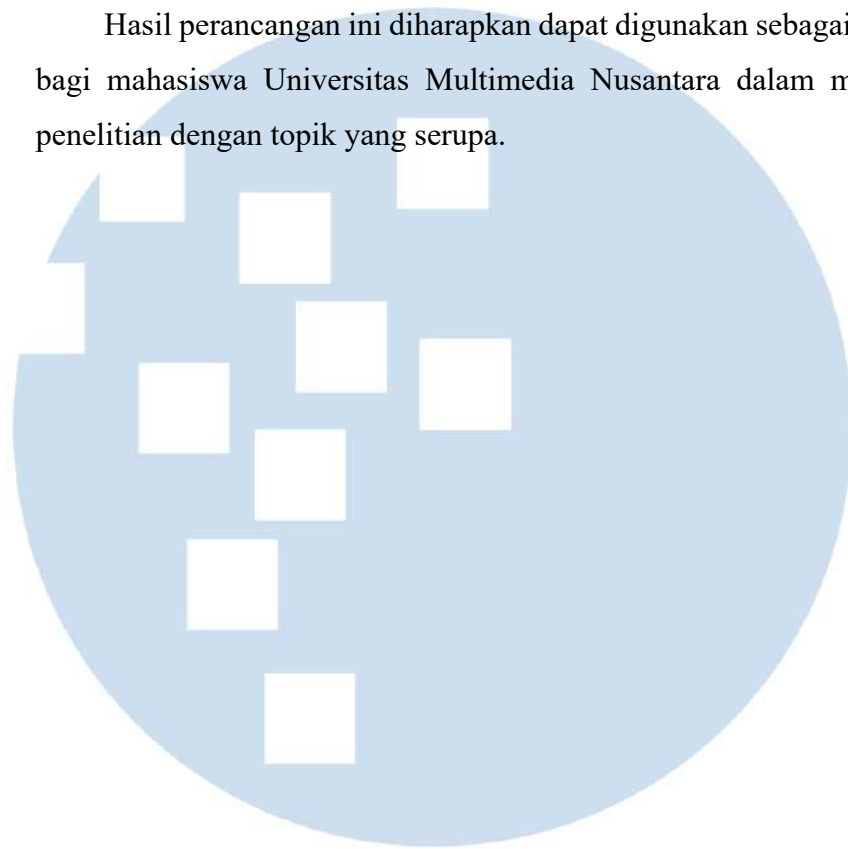 Hasil perancangan ini diharapkan dapat digunakan sebagai
bagi mahasiswa Universitas Multimedia Nusantara dalam
penelitian dengan topik yang serupa.